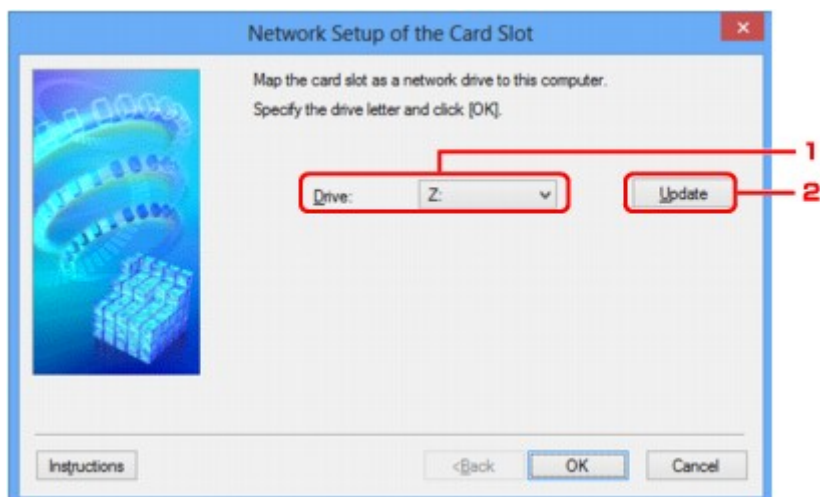 Network Setup of the Card Slot
Map the card slot as a network drive to this computer.
Specify the drive letter and click [OK].
1
Drive: Z: Update
2
Instructions <Back OK Cancel